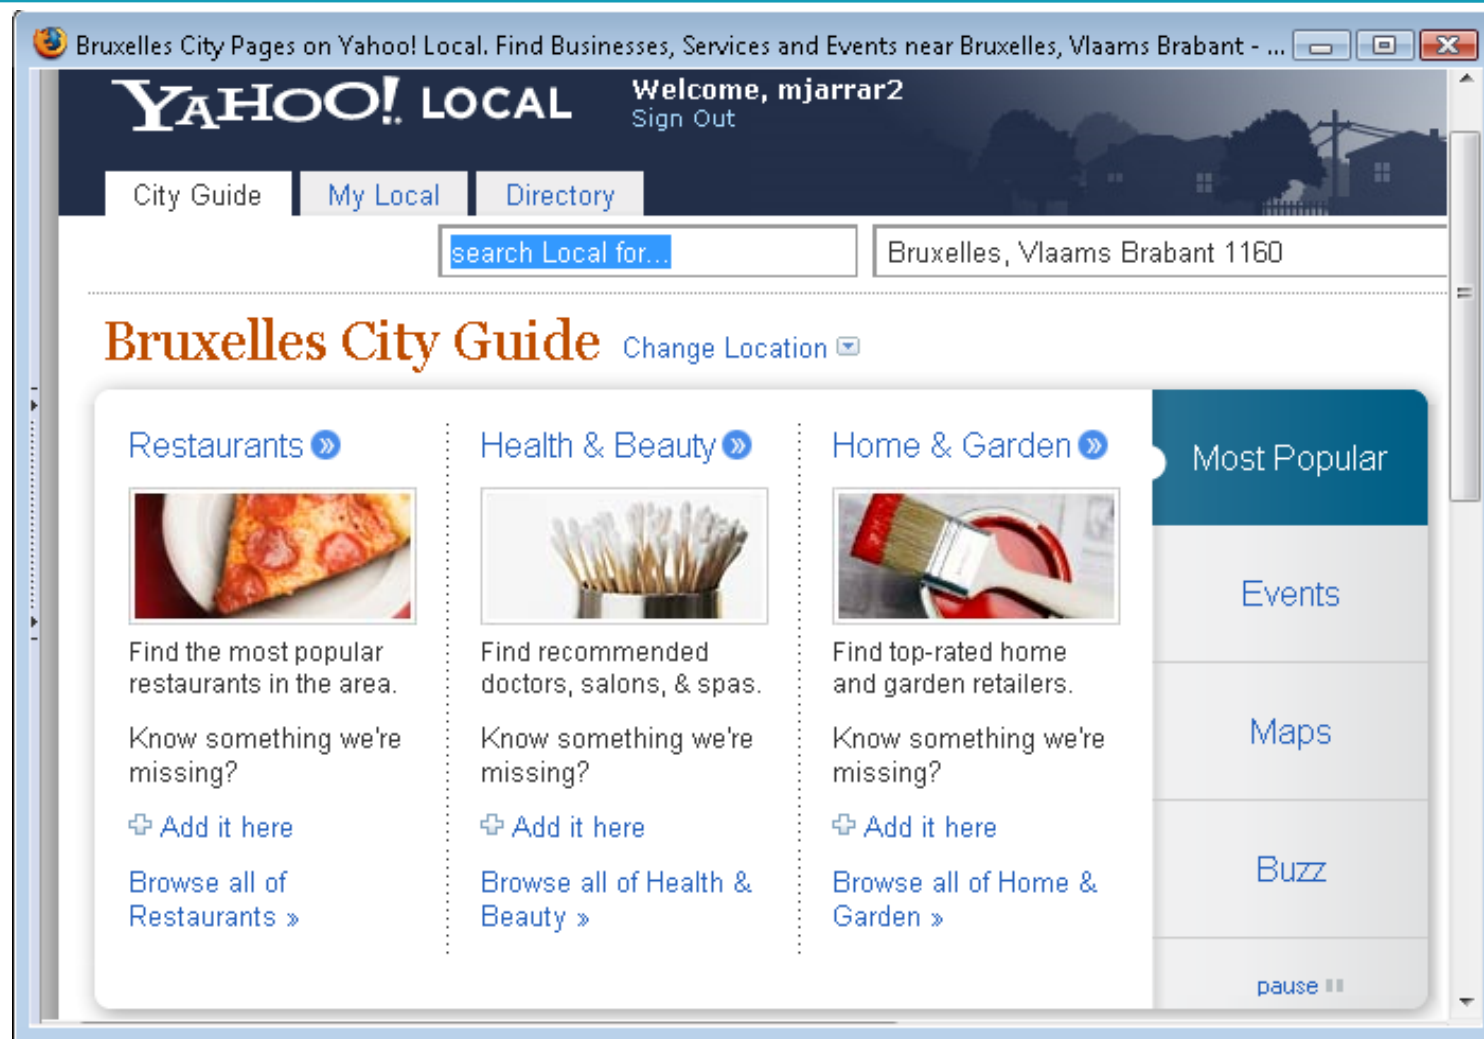 Bruxelles City Pages on Yahoo! Local. Find Businesses, Services and Events near Bruxelles, Vlaams Brabant - ...
YAHOO! LOCAL
Welcome, mjarrar2
Sign Out
City Guide
My Local
Directory
search Local for...
Bruxelles, Vlaams Brabant 1160
Bruxelles City Guide
Change Location
Restaurants »
Find the most popular
restaurants in the area.
Know something we're
missing?
Add it here
Browse all of
Restaurants »
Health & Beauty »
Find recommended
doctors, salons, & spas.
Know something we're
missing?
Add it here
Browse all of Health &
Beauty »
Home & Garden »
Find top-rated home
and garden retailers.
Know something we're
missing?
Add it here
Browse all of Home &
Garden »
Most Popular
Events
Maps
Buzz
pause